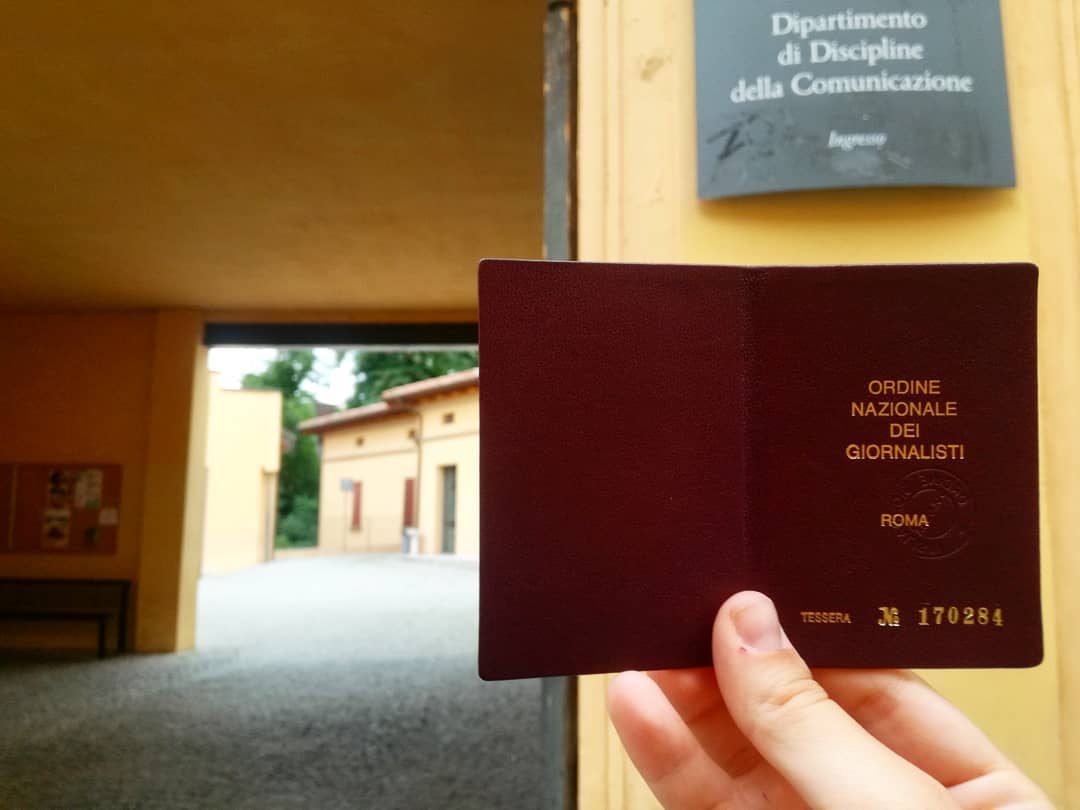 Dipartimento
di Discipline
della Comunicazione
Ingresso
ORDINE
NAZIONALE
DEI
GIORNALISTI
ROMA
TESSERA № 170284